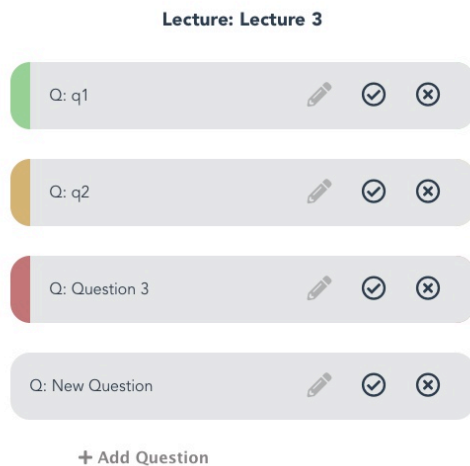 Lecture: Lecture 3
Q: q1
Q: q2
Q: Question 3
Q: New Question
+ Add Question